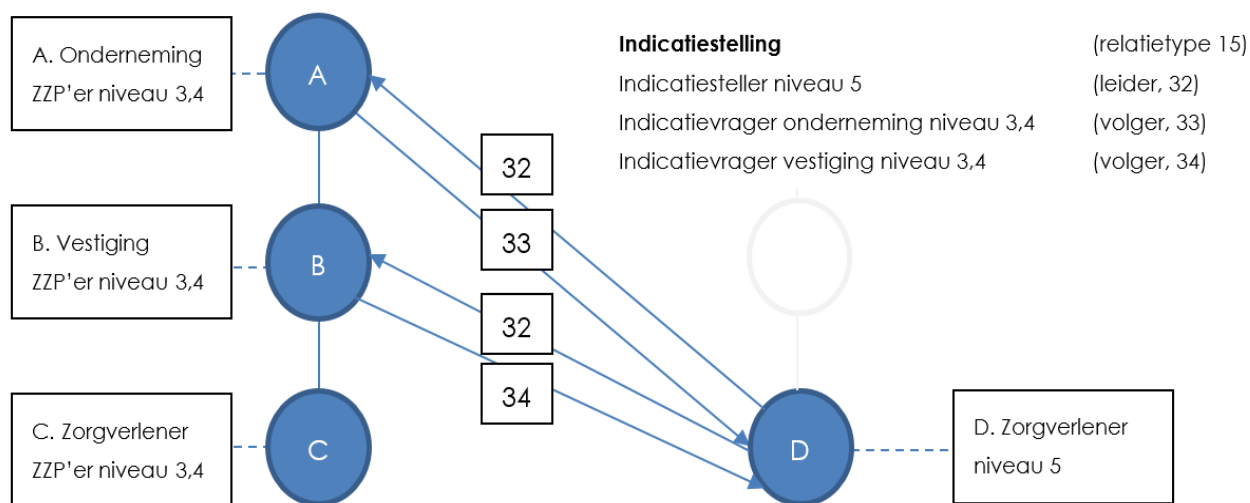 A. Onderneming
ZZP'er niveau 3,4
A
Indicatiestelling (relatietype 15)
Indicatiesteller niveau 5 (leider, 32)
Indicatievrager onderneming niveau 3,4 (volger, 33)
Indicatievrager vestiging niveau 3,4 (volger, 34)
32
33
B. Vestiging
ZZP'er niveau 3,4
B
32
34
C. Zorgverlener
ZZP'er niveau 3,4
C
D
D. Zorgverlener
niveau 5